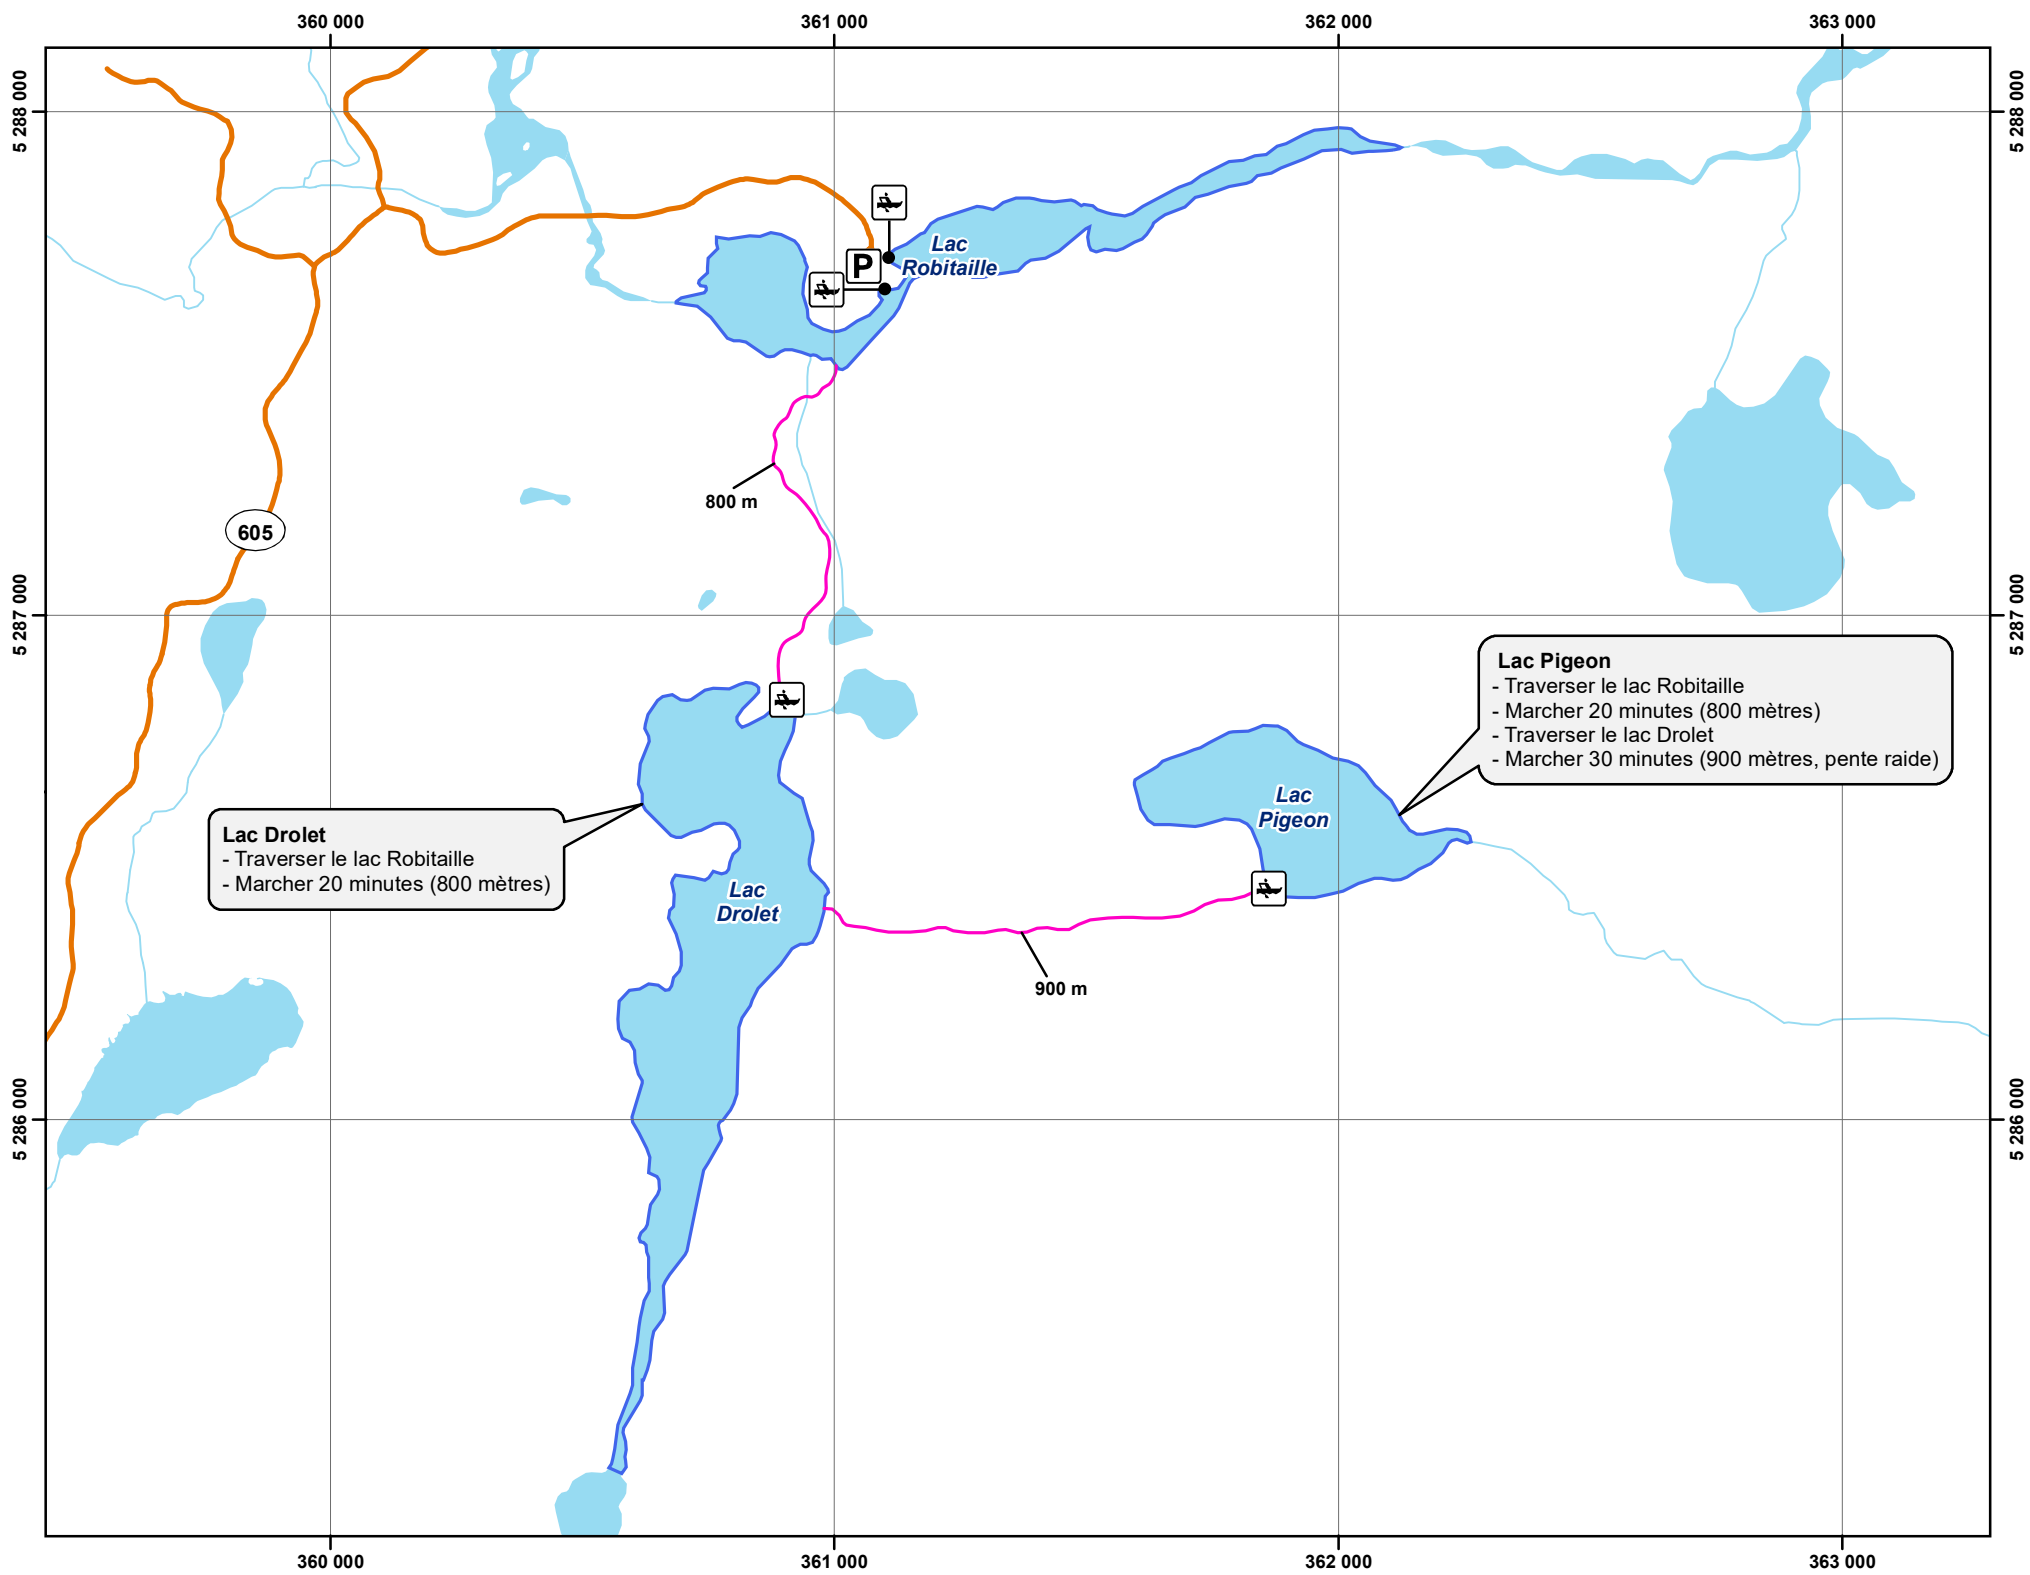 360 000
361 000
362 000
363 000
5 288 000
5 288 000
P
Lac
Robitaille
800 m
605
5 287 000
5 287 000
Lac Pigeon
- Traverser le lac Robitaille
- Marcher 20 minutes (800 mètres)
- Traverser le lac Drolet
- Marcher 30 minutes (900 mètres, pente raide)
Lac
Pigeon
Lac Drolet
- Traverser le lac Robitaille
- Marcher 20 minutes (800 mètres)
Lac
Drolet
900 m
5 286 000
5 286 000
360 000
361 000
362 000
363 000